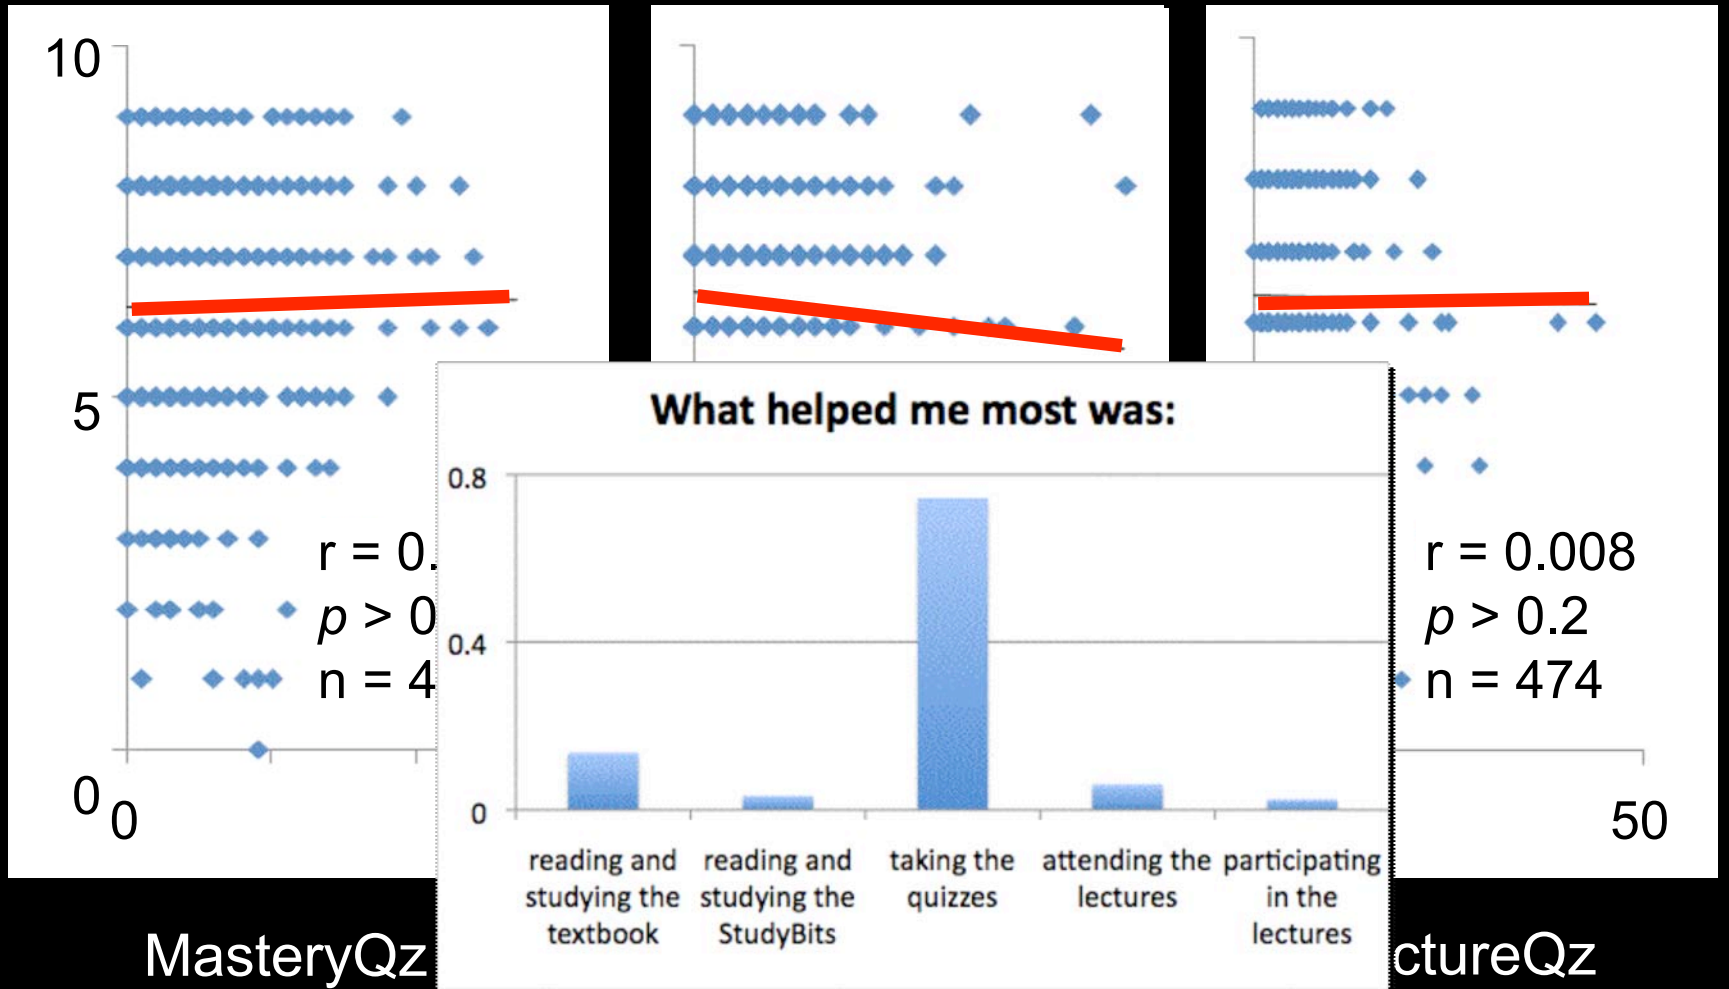 10
5
0
0
r = 0.
p > 0
n = 4
MasteryQz
What helped me most was:
0.8
0.4
0
reading and studying the textbook
reading and studying the StudyBits
taking the quizzes
attending the lectures
participating in the lectures
r = 0.008
p > 0.2
n = 474
50
ctureQz